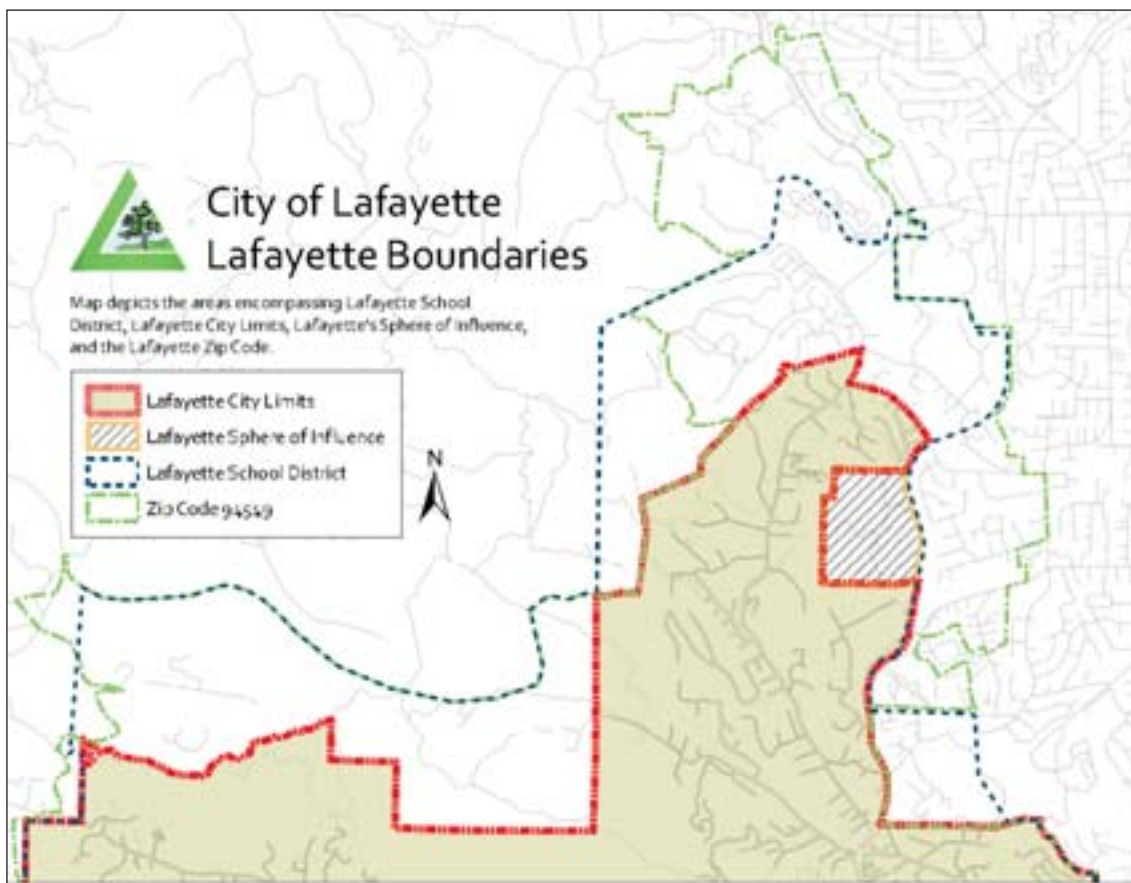 City of Lafayette
Lafayette Boundaries
Map depicts the areas encompassing Lafayette School
District, Lafayette City Limits, Lafayette's Sphere of Influence,
and the Lafayette Zip Code.
Lafayette City Limits
Lafayette Sphere of Influence
Lafayette School District
Zip Code 94549
N